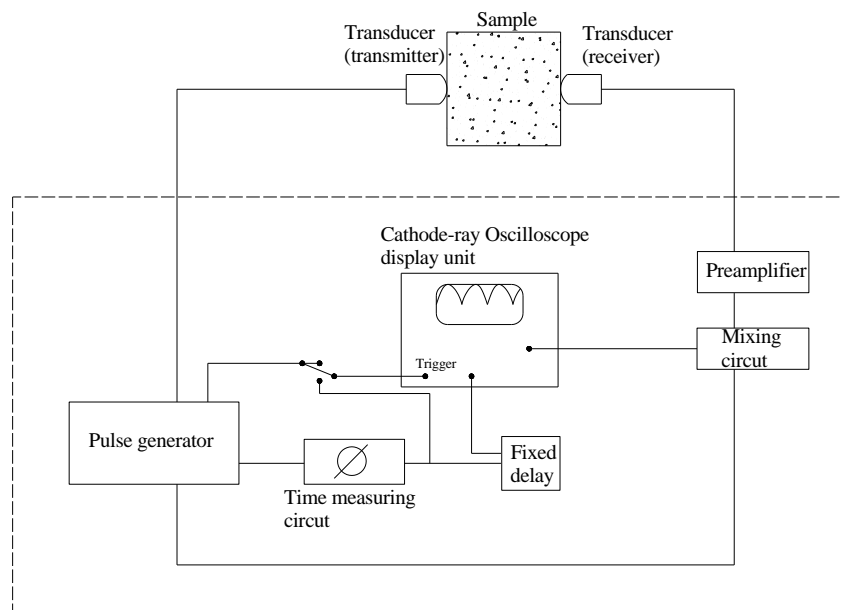 Sample
Transducer
(transmitter)
Transducer
(receiver)
Cathode-ray Oscilloscope
display unit
Preamplifier
Mixing
circut
Trigger
Pulse generator
Fixed
delay
Time measuring
circut